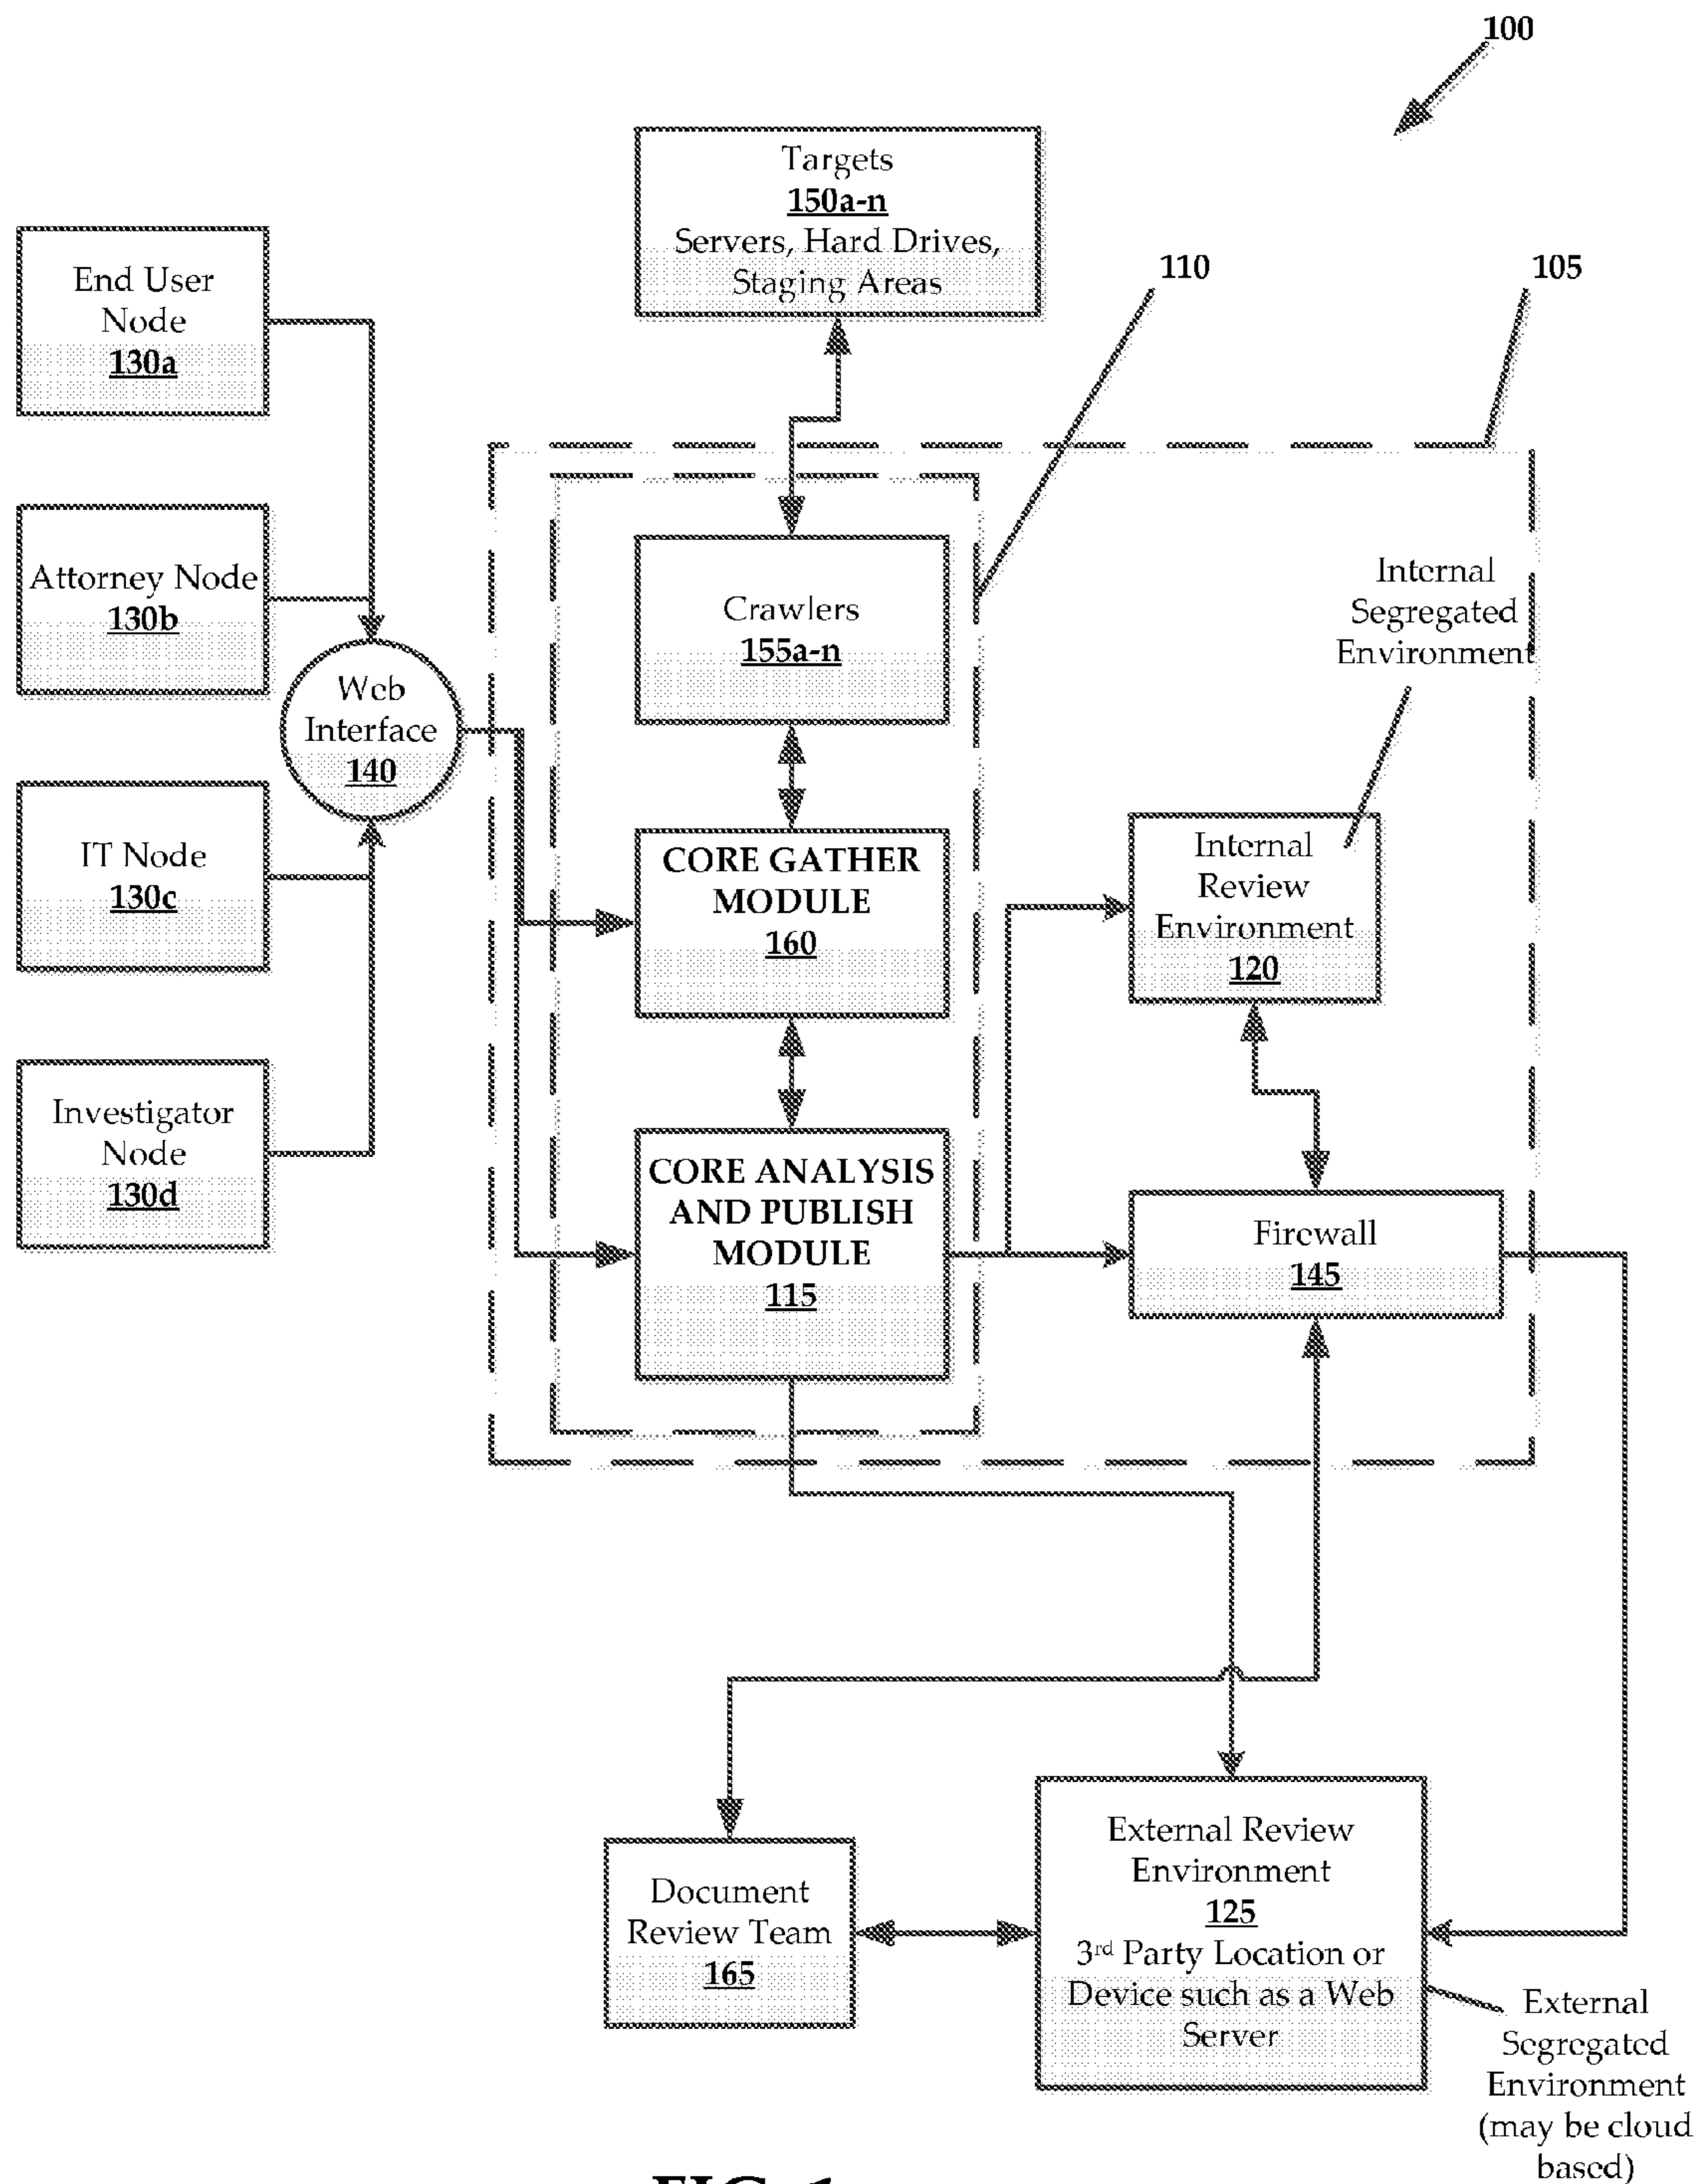 100
Targets
150a-n
Servers, Hard Drives,
Staging Areas
110
105
End User
Node
130a
Attorney Node
130b
Web
Interface
140
IT Node
130c
Investigator
Node
130d
Crawlers
155a-n
CORE GATHER
MODULE
160
CORE ANALYSIS
AND PUBLISH
MODULE
115
Internal
Segregated
Environment
Internal
Review
Environment
120
Firewall
145
Document
Review Team
165
External Review
Environment
125
3rd Party Location or
Device such as a Web
Server
External
Segregated
Environment
(may be cloud
based)